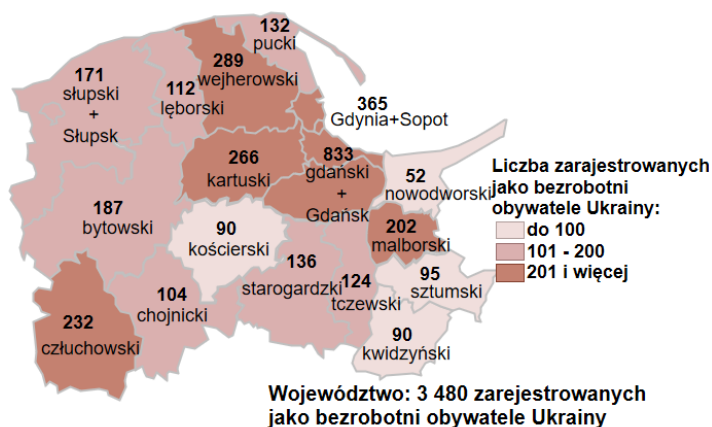 132
pucki
289
wejherowski
171
słupski
+
Słupsk
112
lęborski
365
Gdynia+Sopot
266
kartuski
833
gdański
+
Gdańsk
52
nowodworski
187
bytowski
90
kościerski
202
malborski
136
starogardzki
124
tczewski
95
sztumski
104
chojnicki
232
człuchowski
90
kwidzyński
Liczba zarajestrowanych
jako bezrobotni
obywatele Ukrainy:
do 100
101 - 200
201 i więcej
Województwo: 3 480 zarejestrowanych
jako bezrobotni obywatele Ukrainy